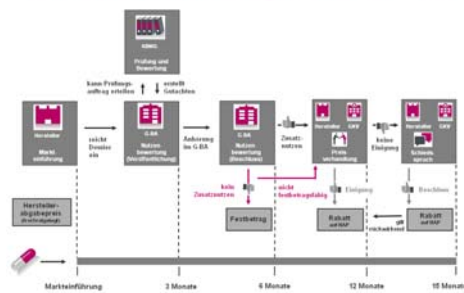 IQWiG
Prüfung und
Bewertung
kann Prüfungs-
auftrag erteilen
erstellt
Gutachten
Hersteller
Markt-
einführung
reicht
Dossier
ein
G-BA
Nutzen
bewertung
(Veröffentlichung)
Anhörung
im G-BA
G-BA
Nutzen
bewertung
(Beschluss)
Zusatz-
nutzen
Hersteller
GKV
Preis-
verhandlung
keine
Einigung
Hersteller
GKV
Schieds
spruch
kein
Zusatznutzen
nicht
festbetragsfähig
Einigung
Beschluss
Hersteller-
abgabepreis
Festbetrag
Rabatt
auf HAP
gilt
rückwirkend
Rabatt
auf HAP
Markteinführung
3 Monate
6 Monate
12 Monate
15 Monate